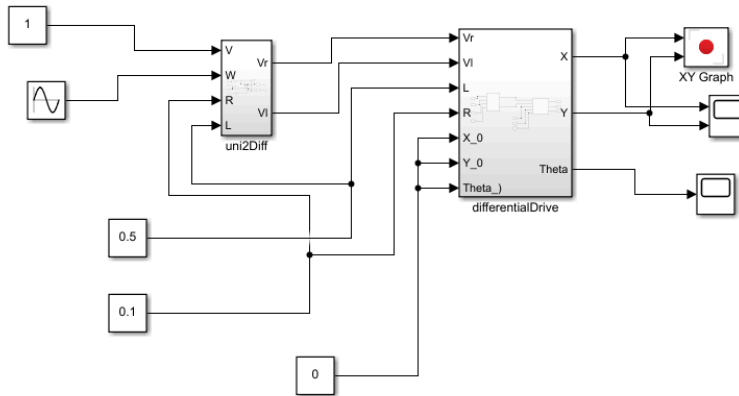 1
V
W
R
L
Vr
Vl
uni2Diff
Vr
Vl
L
R
X_0
Y_0
Theta_)
X
Y
Theta
differentialDrive
XY Graph
0.5
0.1
0